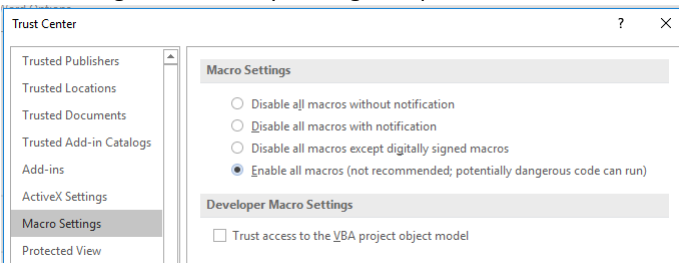 Trust Center ? ×
Trusted Publishers
Trusted Locations
Trusted Documents
Trusted Add-in Catalogs
Add-ins
ActiveX Settings
Macro Settings
Protected View
Macro Settings
Disable all macros without notification
Disable all macros with notification
Disable all macros except digitally signed macros
Enable all macros (not recommended; potentially dangerous code can run)
Developer Macro Settings
Trust access to the VBA project object model